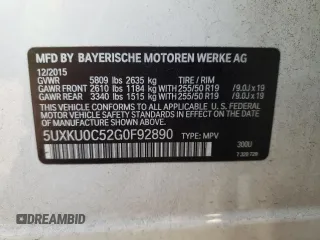 MFD BY BAYERISCHE MOTOREN WERKE AG
12/2015
GVWR 5809 lbs 2635 kg TIRE / RIM
GAWR FRONT 2610 lbs 1184 kg 255/50 R19 /9.0J x 19
GAWR REAR 3340 lbs 1515 kg 255/50 R19 /9.0J x 19
THIS VEHICLE CONFORMS TO ALL APPLICABLE U.S. FEDERAL MOTOR
VEHICLE SAFETY STANDARDS IN EFFECT ON THE DATE OF
MANUFACTURE SHOWN ABOVE.
5UXKU0C52G0F92890 TYPE: MPV
300U
DREAMBID